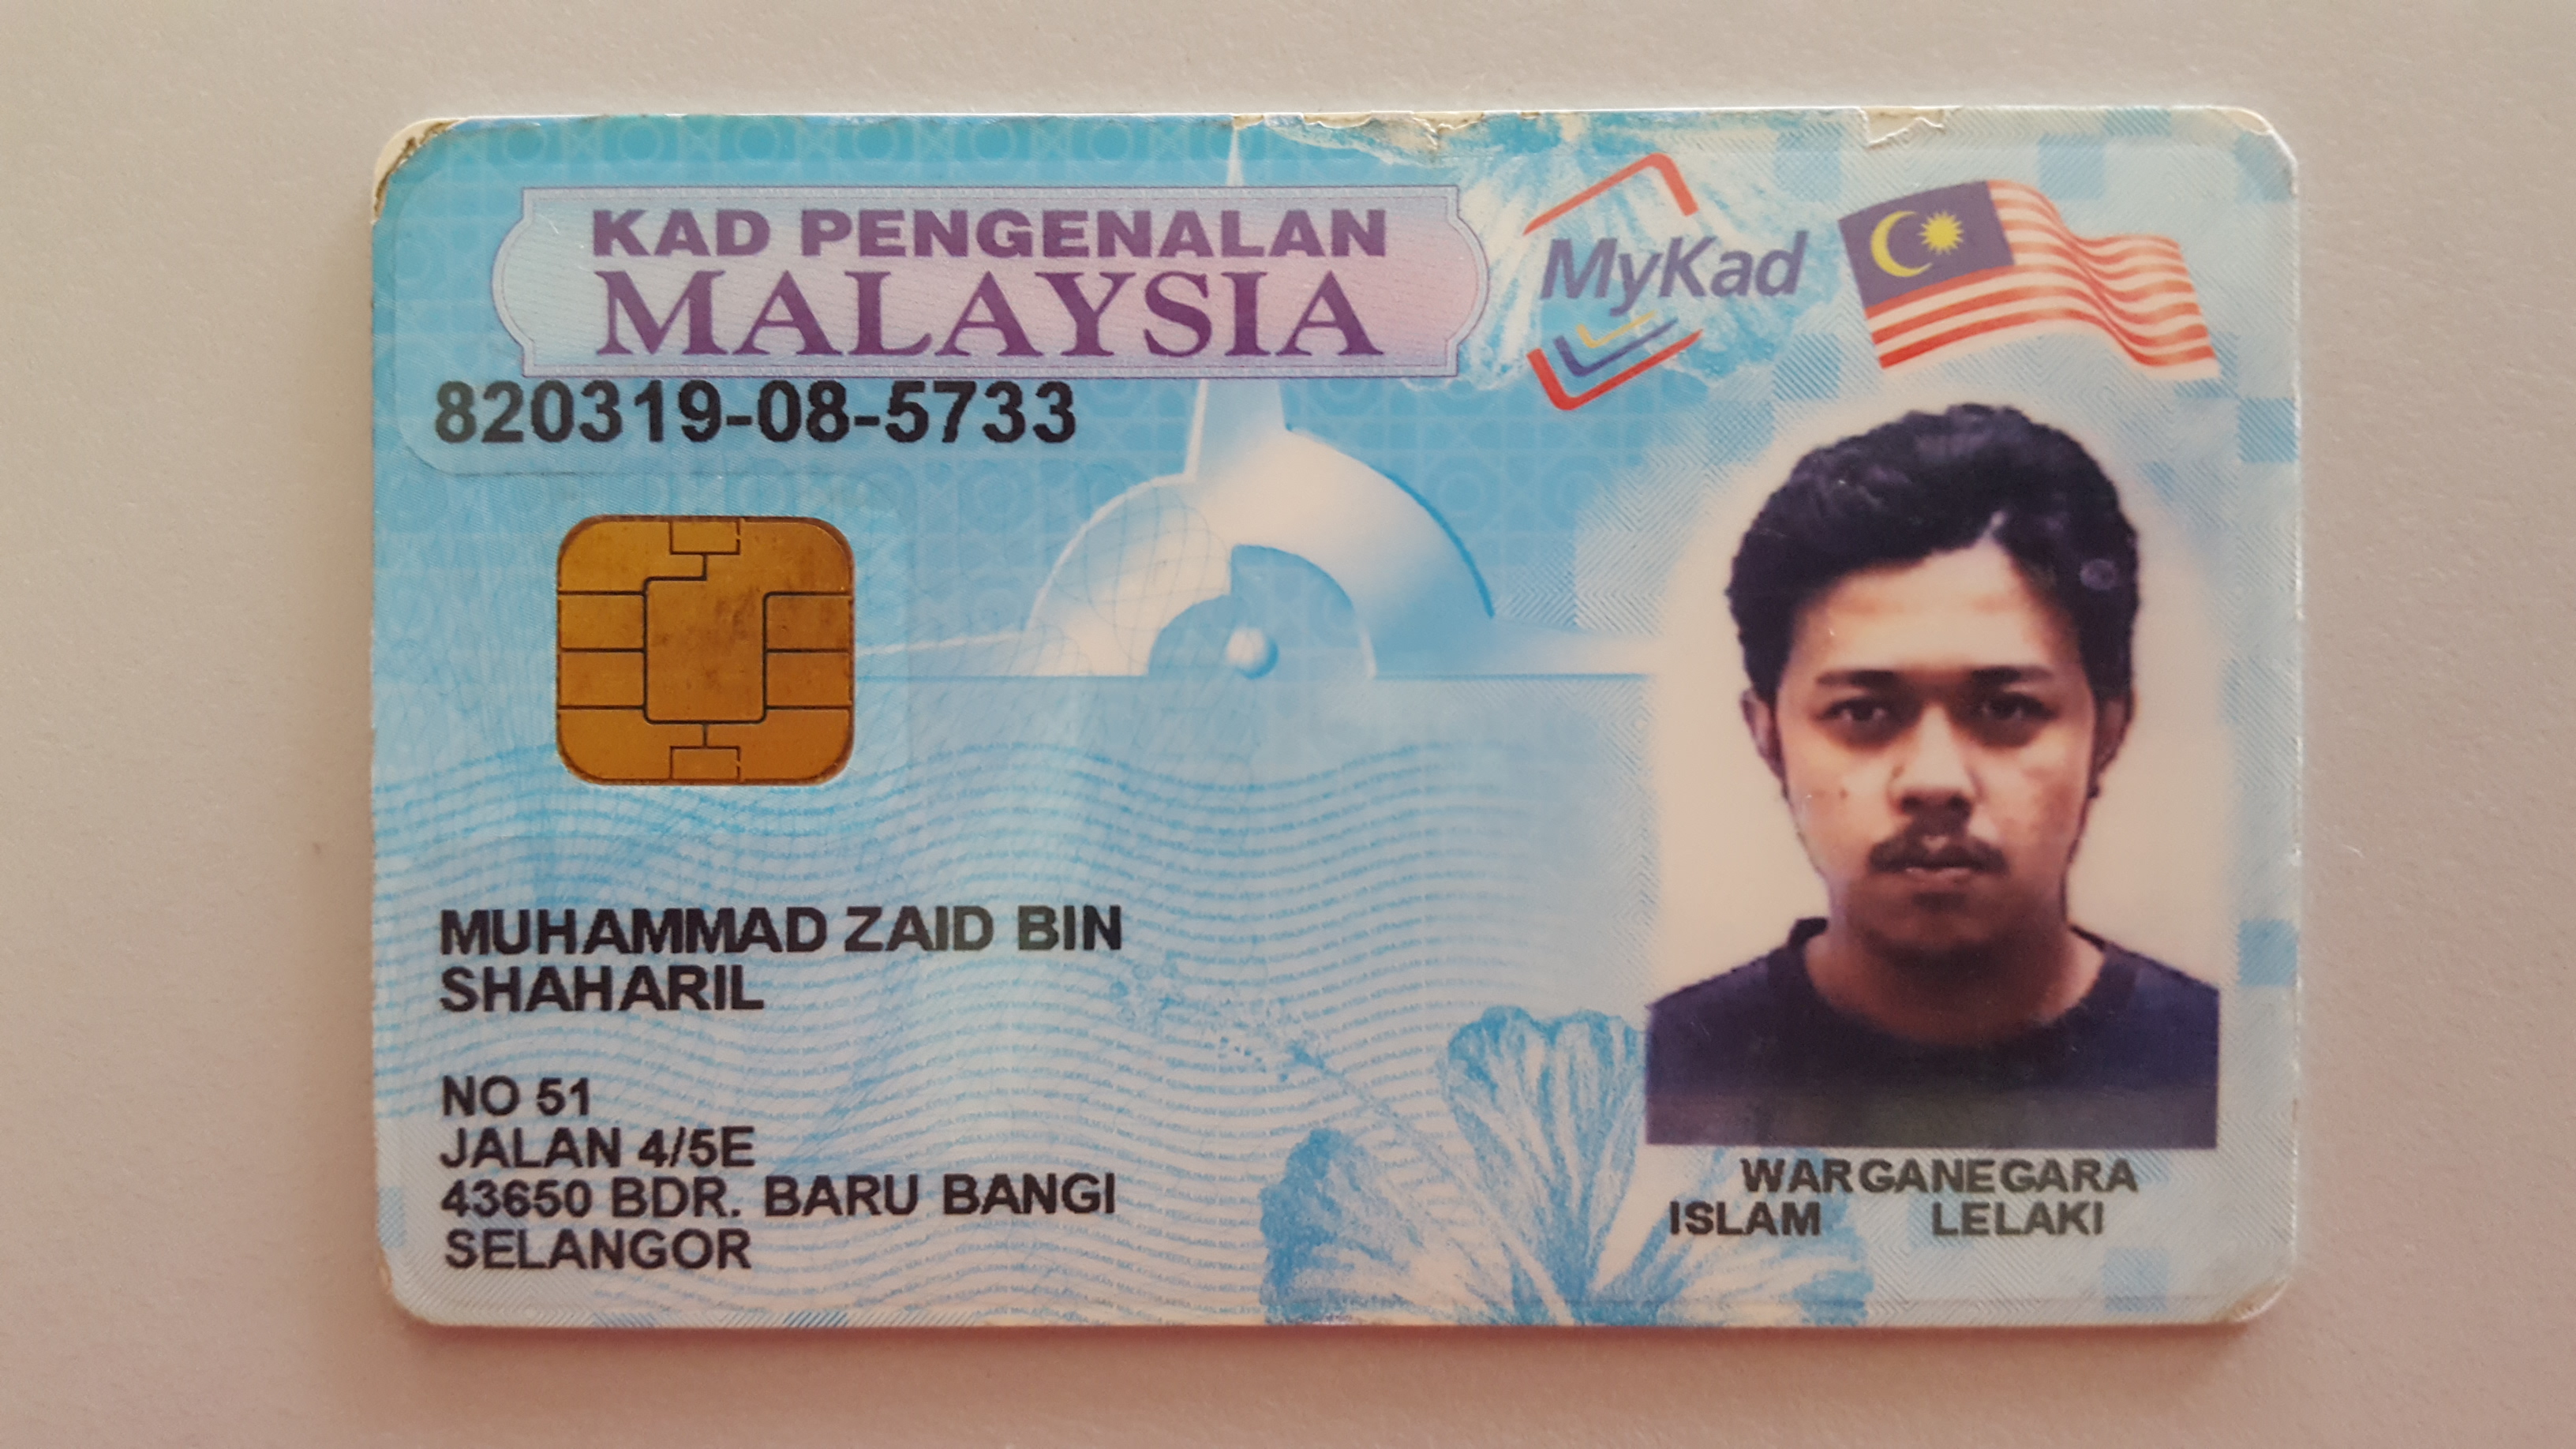 KAD PENGENALAN
MALAYSIA
MyKad
820319-08-5733
MUHAMMAD ZAID BIN
SHAHARIL
NO 51
JALAN 4/5E
43650 BDR. BARU BANGI
SELANGOR
WARGANEGARA
ISLAM LELAKI